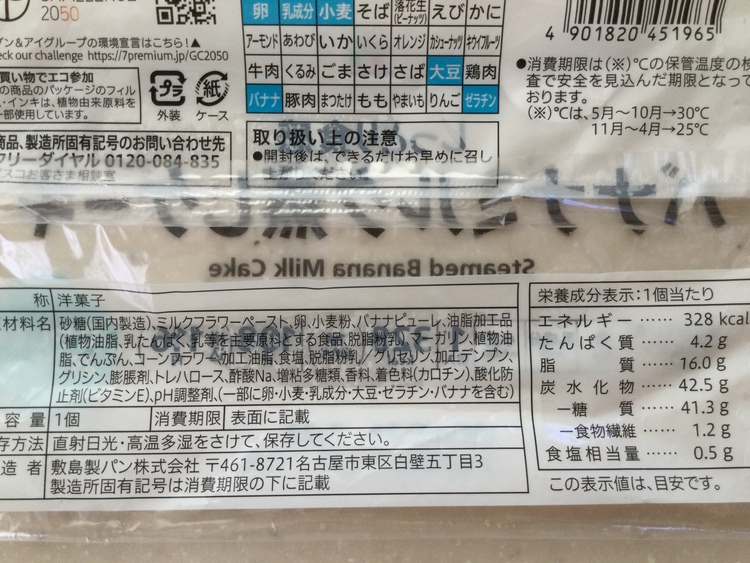 2050
ン&アイグループの環境宣言はこちら!▲
eck our challenge https://7premium.jp/GC2050
お買い物でエコ参加
の商品のパッケージのフィル
・インキは、植物由来原料を
一部使用しています。
プラ
外装
紙
ケース
商品、製造所固有記号のお問い合わせ先
フリーダイヤル 0120-084-835
パスコお客さま相談室
卵 乳成分 小麦 そば 落花生(ピーナッツ) えび かに
アーモンド あわび いか いくら オレンジ カシューナッツ キウイフルーツ
牛肉 くるみ ごま さけ さば 大豆 鶏肉
バナナ 豚肉 まつたけ もも やまいも りんご ゼラチン
取り扱い上の注意
●開封後は、できるだけお早めに召し
4 901820 451965
●消費期限は(※)℃の保管温度の検
査で安全を見込んだ期限となって
おります。
(※)℃は、5月〜10月→30℃
11月〜4月→25℃
バナナミルク蒸しケーキ
Steamed Banana Milk Cake
称 洋菓子
原材料名 砂糖(国内製造)、ミルクフラワーペースト、卵、小麦粉、バナナピューレ、油脂加工品
(植物油脂、乳たんぱく、乳等を主要原料とする食品、脱脂粉乳)、マーガリン、植物油
脂、でんぷん、コーンフラワー、加工油脂、食塩、脱脂粉乳/グリセリン、加工デンプン、
グリシン、膨脹剤、トレハロース、酢酸Na、増粘多糖類、香料、着色料(カロチン)、酸化防
止剤(ビタミンE)、pH調整剤、(一部に卵・小麦・乳成分・大豆・ゼラチン・バナナを含む)
容量 1個 消費期限 表面に記載
存方法 直射日光・高温多湿をさけて、保存してください。
造者 敷島製パン株式会社 〒461-8721名古屋市東区白壁五丁目3
製造所固有記号は消費期限の下に記載
栄養成分表示:1個当たり
エネルギー……328 kcal
たんぱく質……4.2 g
脂質……16.0 g
炭水化物……42.5 g
―糖質……41.3 g
―食物繊維……1.2 g
食塩相当量……0.5 g
この表示値は、目安です。